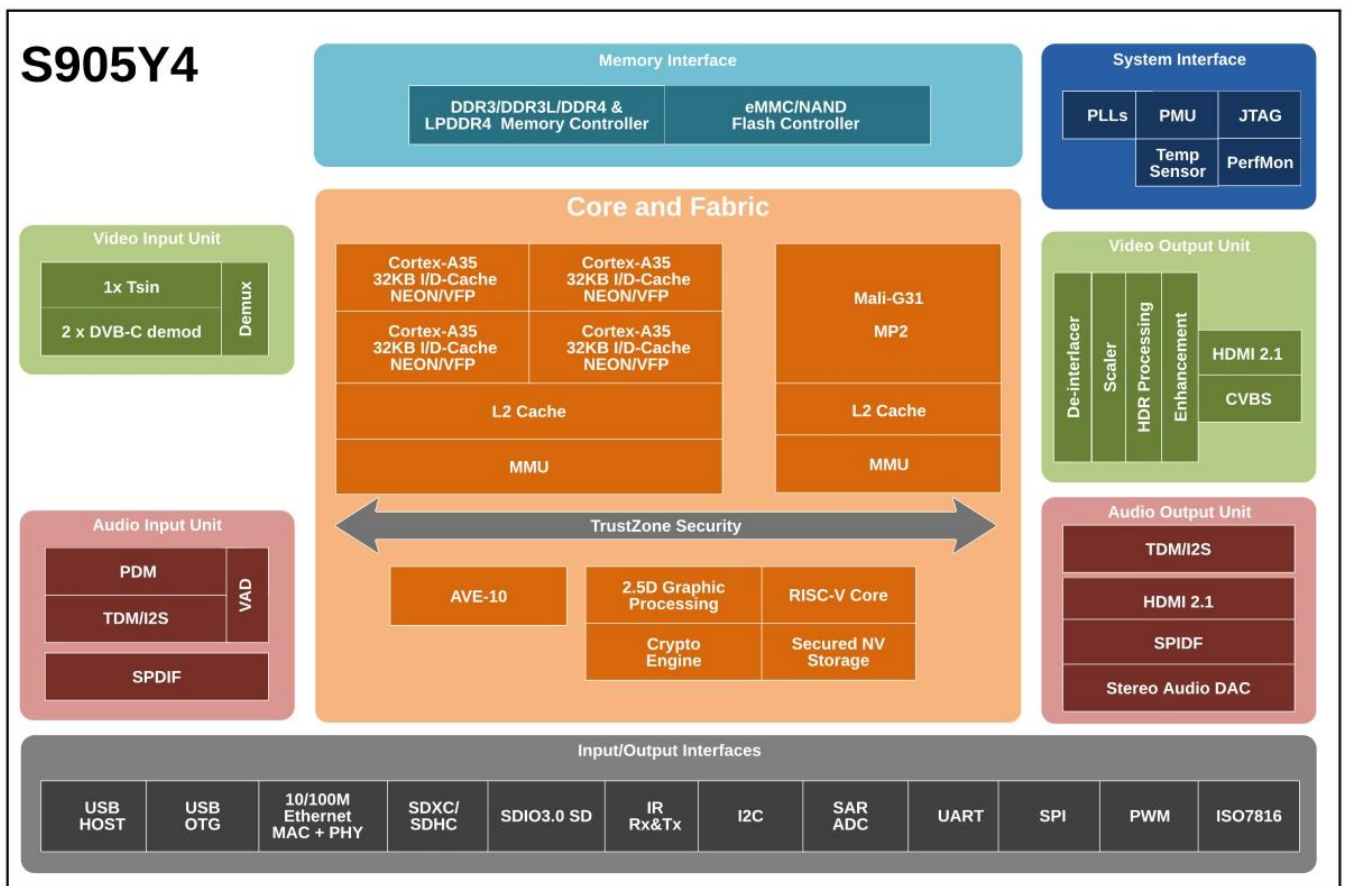 S905Y4
Memory Interface
DDR3/DDR3L/DDR4 &
LPDDR4 Memory Controller
eMMC/NAND
Flash Controller
System Interface
PLLs
PMU
JTAG
Temp
Sensor
PerfMon
Video Input Unit
1x Tsin
2 x DVB-C demod
Demux
Core and Fabric
Cortex-A35
32KB I/D-Cache
NEON/VFP
Cortex-A35
32KB I/D-Cache
NEON/VFP
Cortex-A35
32KB I/D-Cache
NEON/VFP
Cortex-A35
32KB I/D-Cache
NEON/VFP
L2 Cache
MMU
Mali-G31
MP2
L2 Cache
MMU
TrustZone Security
AVE-10
2.5D Graphic
Processing
RISC-V Core
Crypto
Engine
Secured NV
Storage
Video Output Unit
De-interlacer
Scaler
HDR Processing
Enhancement
HDMI 2.1
CVBS
Audio Input Unit
PDM
TDM/I2S
VAD
SPDIF
Audio Output Unit
TDM/I2S
HDMI 2.1
SPIDF
Stereo Audio DAC
Input/Output Interfaces
USB
HOST
USB
OTG
10/100M
Ethernet
MAC + PHY
SDXC/
SDHC
SDIO3.0 SD
IR
Rx&Tx
I2C
SAR
ADC
UART
SPI
PWM
ISO7816